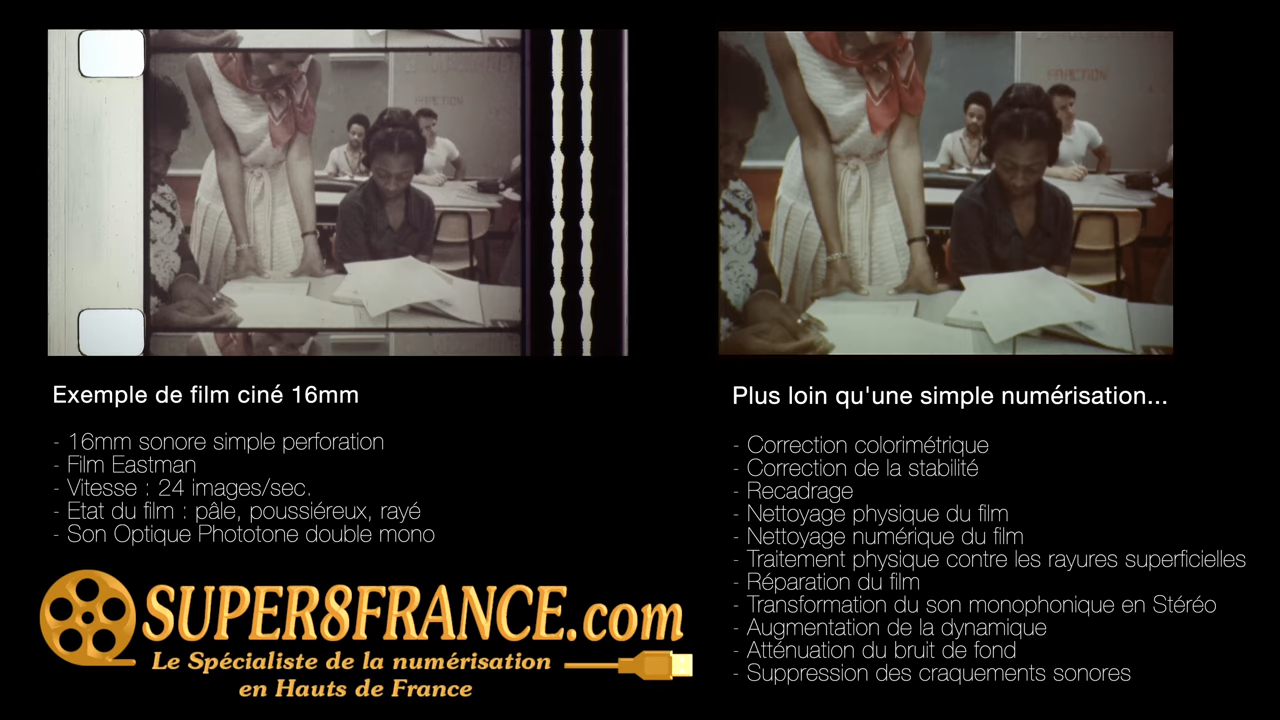 FRACTION
FRACTION
Exemple de film ciné 16mm
- 16mm sonore simple perforation
- Film Eastman
- Vitesse : 24 images/sec.
- Etat du film : pâle, poussiéreux, rayé
- Son Optique Phototone double mono
SUPER8FRANCE.com
Le Spécialiste de la numérisation
en Hauts de France
Plus loin qu'une simple numérisation...
- Correction colorimétrique
- Correction de la stabilité
- Recadrage
- Nettoyage physique du film
- Nettoyage numérique du film
- Traitement physique contre les rayures superficielles
- Réparation du film
- Transformation du son monophonique en Stéréo
- Augmentation de la dynamique
- Atténuation du bruit de fond
- Suppression des craquements sonores